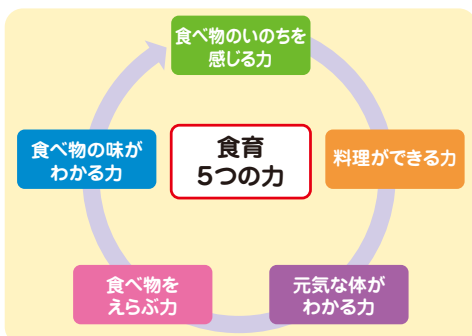 食べ物のいのちを
感じる力
食育
5つの力
料理ができる力
元気な体が
わかる力
食べ物を
えらぶ力
食べ物の味が
わかる力